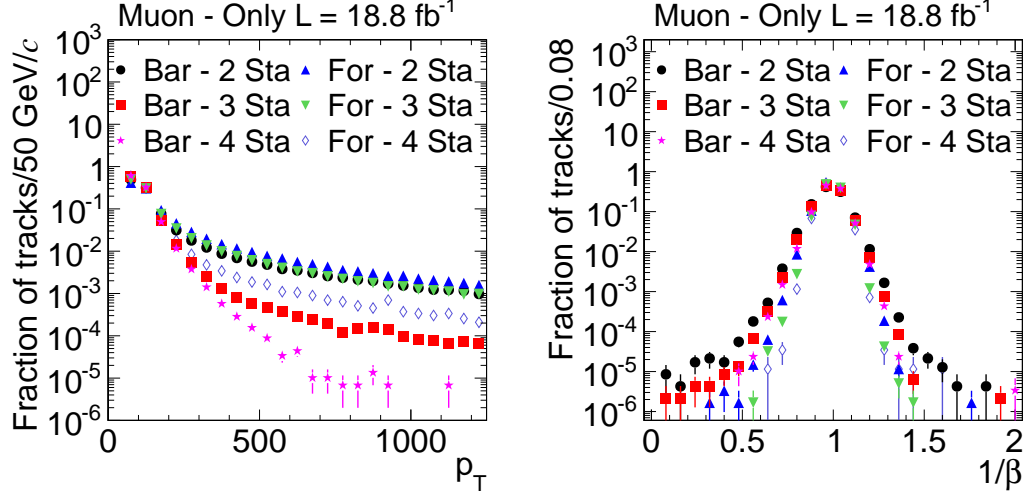 Muon - Only L = 18.8 fb⁻¹
Fraction of tracks/50 GeV/c
10³
10²
10
1
10⁻¹
10⁻²
10⁻³
10⁻⁴
10⁻⁵
10⁻⁶
Bar - 2 Sta For - 2 Sta
Bar - 3 Sta For - 3 Sta
Bar - 4 Sta For - 4 Sta
0 500 1000
p_T
Muon - Only L = 18.8 fb⁻¹
Fraction of tracks/0.08
10³
10²
10
1
10⁻¹
10⁻²
10⁻³
10⁻⁴
10⁻⁵
10⁻⁶
Bar - 2 Sta For - 2 Sta
Bar - 3 Sta For - 3 Sta
Bar - 4 Sta For - 4 Sta
0 0.5 1 1.5 2
1/β